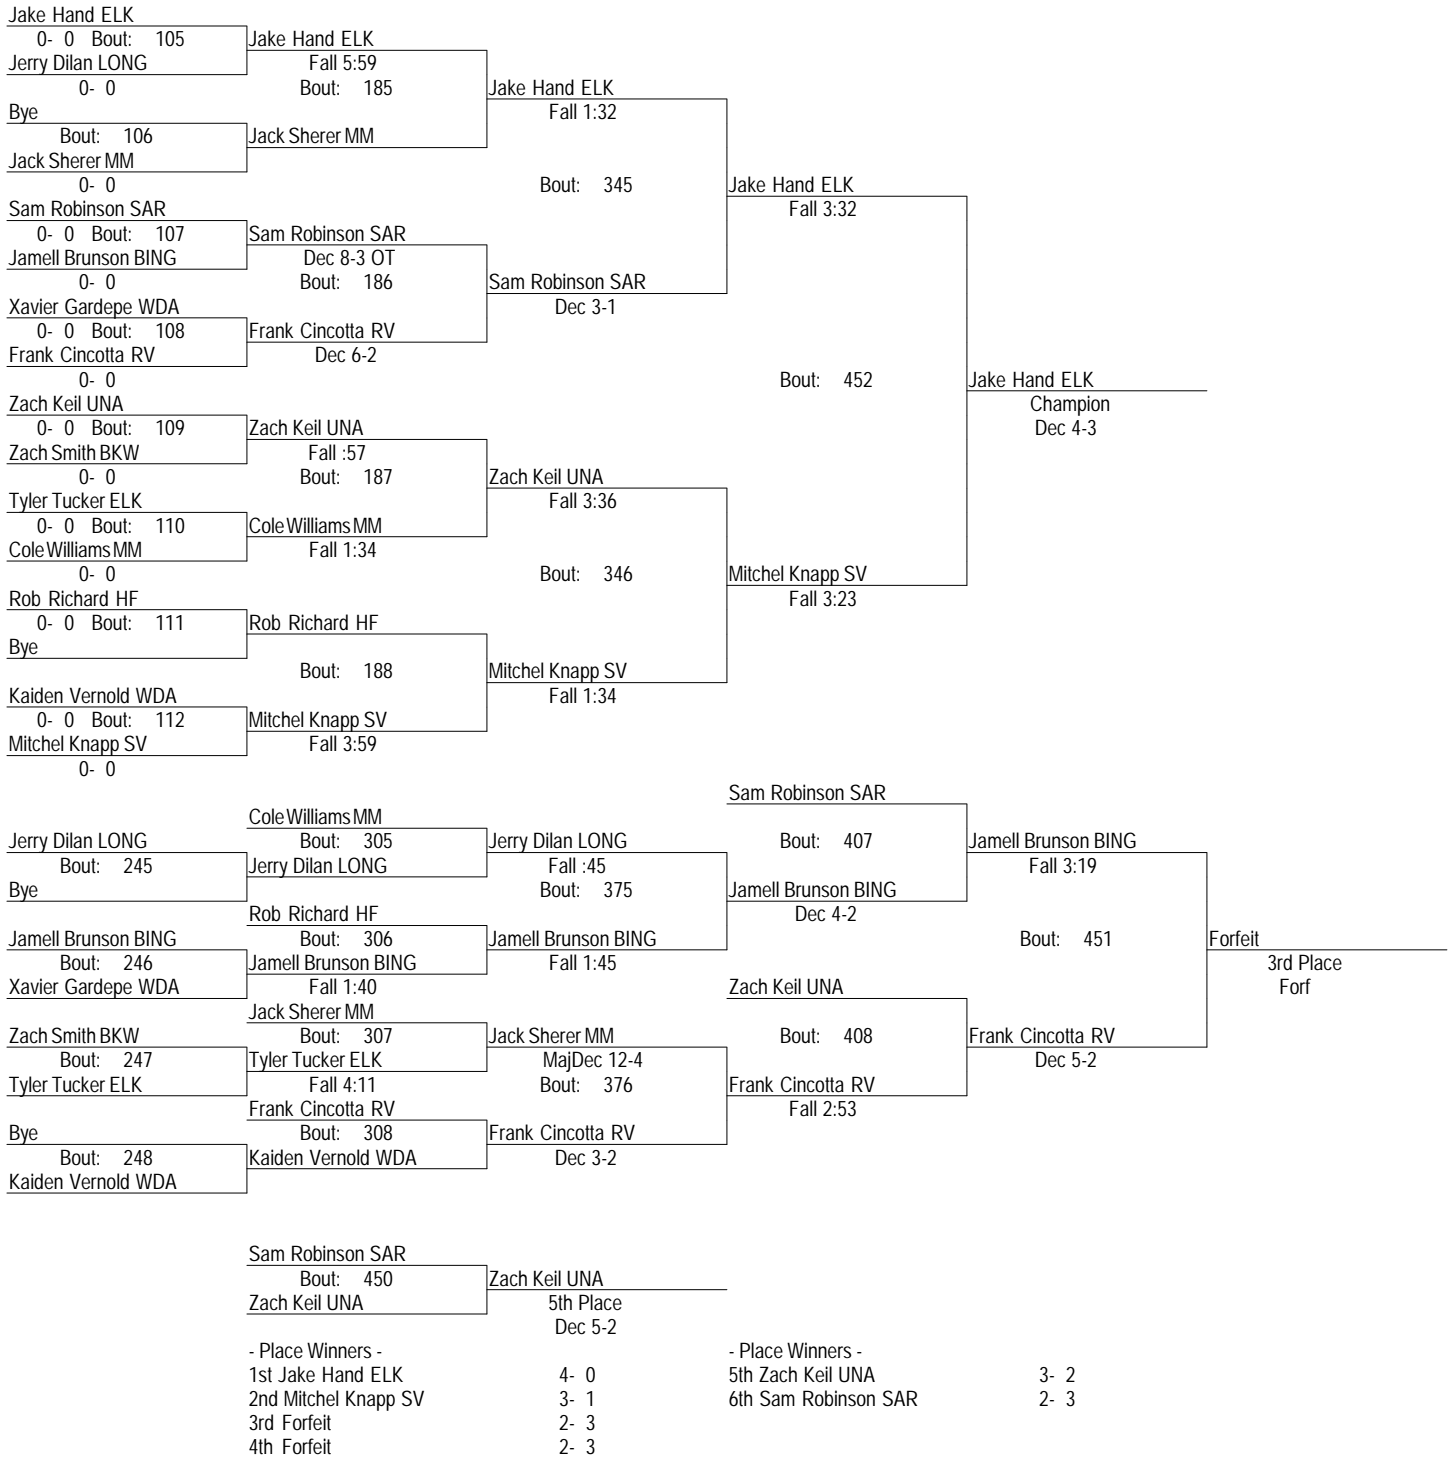 Jake Hand ELK
0- 0 Bout: 105 Jake Hand ELK
Jerry Dilan LONG Fall 5:59
0- 0 Bout: 185 Jake Hand ELK
Bye Fall 1:32
Bout: 106 Jack Sherer MM
Jack Sherer MM
0- 0 Bout: 345 Jake Hand ELK
Sam Robinson SAR Fall 3:32
0- 0 Bout: 107 Sam Robinson SAR
Jamell Brunson BING Dec 8-3 OT
0- 0 Bout: 186 Sam Robinson SAR
Xavier Gardepe WDA Dec 3-1
0- 0 Bout: 108 Frank Cincotta RV
Frank Cincotta RV Dec 6-2
0- 0 Bout: 452 Jake Hand ELK
Zach Keil UNA Champion
0- 0 Bout: 109 Zach Keil UNA Dec 4-3
Zach Smith BKW Fall :57
0- 0 Bout: 187 Zach Keil UNA
Tyler Tucker ELK Fall 3:36
0- 0 Bout: 110 Cole Williams MM
Cole Williams MM Fall 1:34
0- 0 Bout: 346 Mitchel Knapp SV
Rob Richard HF Fall 3:23
0- 0 Bout: 111 Rob Richard HF
Bye
Bout: 188 Mitchel Knapp SV
Kaiden Vernold WDA Fall 1:34
0- 0 Bout: 112 Mitchel Knapp SV
Mitchel Knapp SV Fall 3:59
0- 0
Sam Robinson SAR
Cole Williams MM
Jerry Dilan LONG Bout: 305 Jerry Dilan LONG Bout: 407 Jamell Brunson BING
Bout: 245 Jerry Dilan LONG Fall :45 Fall 3:19
Bye Bout: 375 Jamell Brunson BING
Rob Richard HF Dec 4-2
Jamell Brunson BING Bout: 306 Jamell Brunson BING Bout: 451 Forfeit
Bout: 246 Jamell Brunson BING Fall 1:45 3rd Place
Xavier Gardepe WDA Fall 1:40 Zach Keil UNA Forf
Jack Sherer MM
Zach Smith BKW Bout: 307 Jack Sherer MM Bout: 408 Frank Cincotta RV
Bout: 247 Tyler Tucker ELK MajDec 12-4 Dec 5-2
Tyler Tucker ELK Fall 4:11 Bout: 376 Frank Cincotta RV
Frank Cincotta RV Fall 2:53
Bye Bout: 308 Frank Cincotta RV
Bout: 248 Kaiden Vernold WDA Dec 3-2
Kaiden Vernold WDA
Sam Robinson SAR
Bout: 450 Zach Keil UNA
Zach Keil UNA 5th Place
Dec 5-2
- Place Winners - - Place Winners -
1st Jake Hand ELK 4- 0 5th Zach Keil UNA 3- 2
2nd Mitchel Knapp SV 3- 1 6th Sam Robinson SAR 2- 3
3rd Forfeit 2- 3
4th Forfeit 2- 3